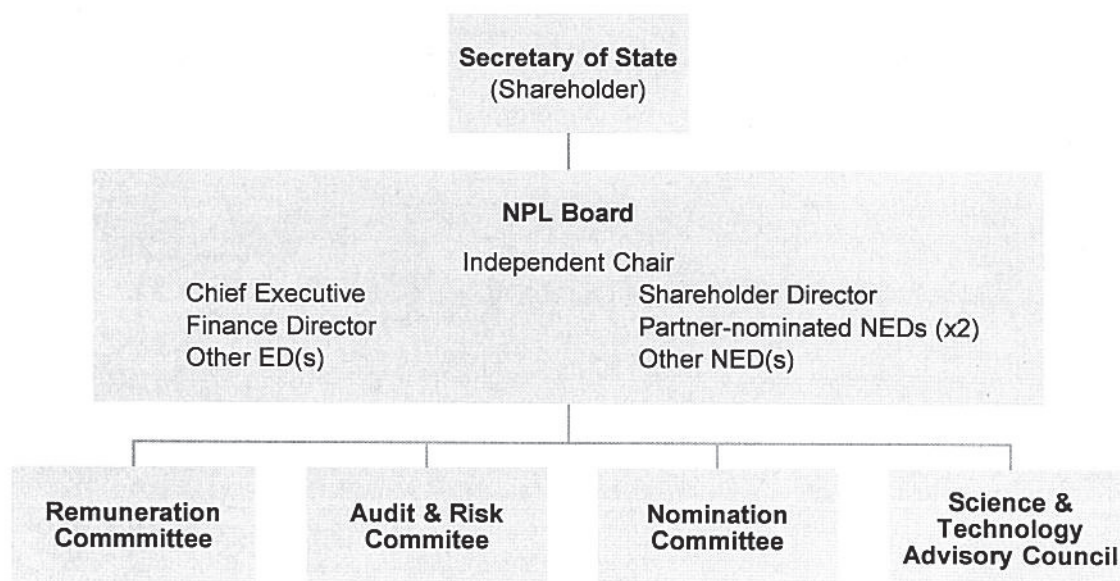 Secretary of State
(Shareholder)
NPL Board
Independent Chair
Chief Executive
Finance Director
Other ED(s)
Shareholder Director
Partner-nominated NEDs (x2)
Other NED(s)
Remuneration
Commmittee
Audit & Risk
Commitee
Nomination
Committee
Science &
Technology
Advisory Council